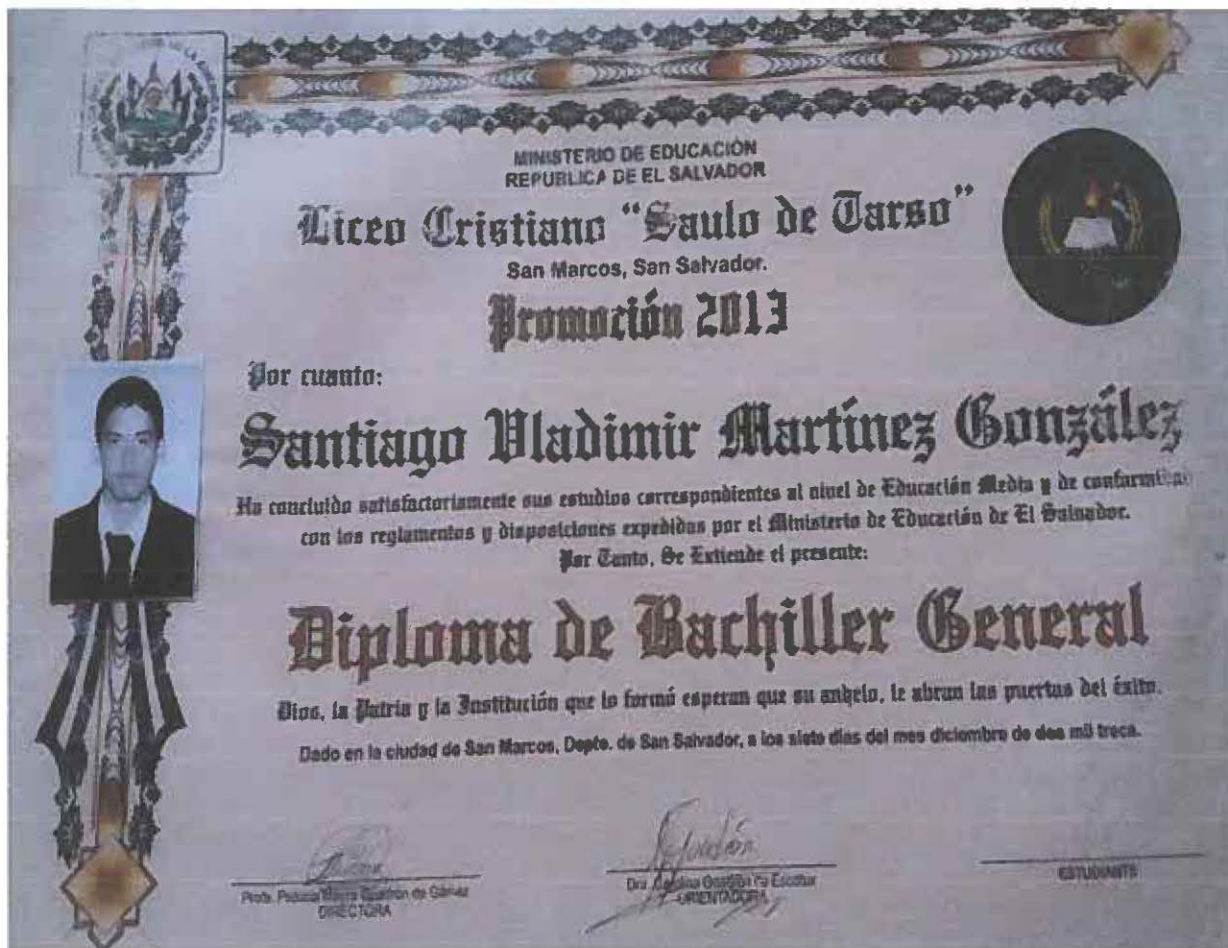 MINISTERIO DE EDUCACIÓN
REPUBLICA DE EL SALVADOR
Liceo Cristiano “Saulo de Tarso”
San Marcos, San Salvador.
Promoción 2013
Por cuanto:
Santiago Vladimir Martínez González
Ha concluido satisfactoriamente sus estudios correspondientes al nivel de Educación Media y de
con los reglamentos y disposiciones expedidas por el Ministerio de Educación de El Salvador.
Por Tanto, Se Extiende el presente:
Diploma de Bachiller General
Dios, la Patria y la Institución que lo formó esperan que su anhelo, le abran las puertas del éxito.
Dado en la ciudad de San Marcos, Depto. de San Salvador, a los siete días del mes diciembre de dos mil trece.
de Gámez
DIRECTORA
Escobar
ORIENTADORA
ESTUDIANTE